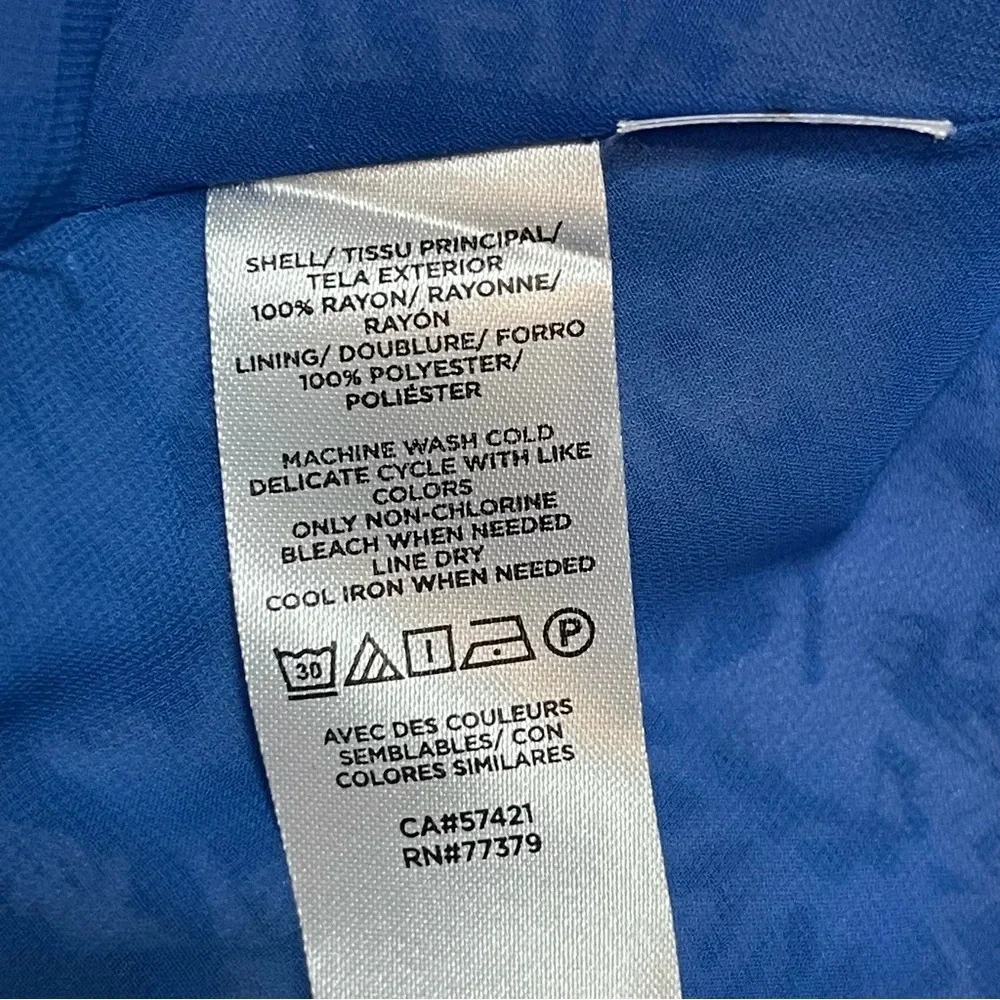 SHELL/ TISSU PRINCIPAL/
TELA EXTERIOR
100% RAYON/ RAYONNE/
RAYÓN
LINING/ DOUBLURE/ FORRO
100% POLYESTER/
POLIÉSTER
MACHINE WASH COLD
DELICATE CYCLE WITH LIKE
COLORS
ONLY NON-CHLORINE
BLEACH WHEN NEEDED
LINE DRY
COOL IRON WHEN NEEDED
30 P
AVEC DES COULEURS
SEMBLABLES/ CON
COLORES SIMILARES
CA#57421
RN#77379